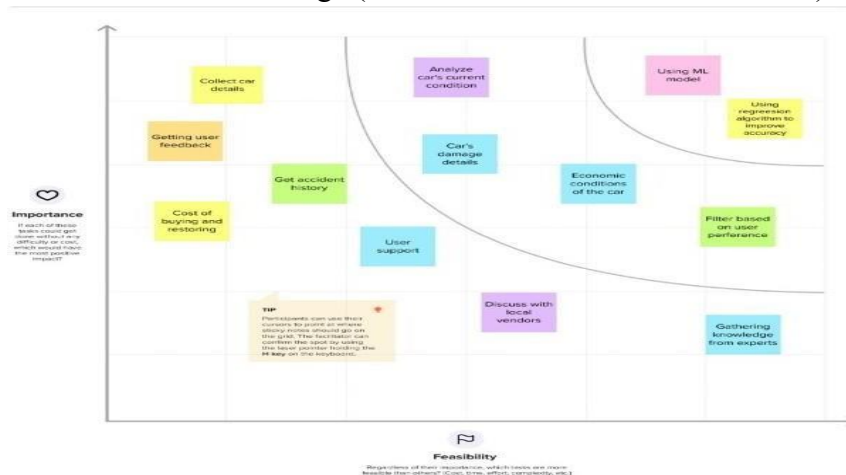 Analyze
car's current
condition
Using ML
model
Collect car
details
Using
regreesion
algorithm to
improve
accuracy
Getting user
feedback
Car's
damage
details
Get accident
history
Economic
conditions
of the car
Importance
If each of these
tasks could get
done without any
difficulty or cost,
which would have
the most positive
impact?
Cost of
buying and
restoring
Filter based
on user
perference
User
support
TIP
Participants can use their
cursors to point at where
sticky notes should go on
the grid. The facilitator can
confirm the spot by using
the laser pointer holding the
H key on the keyboard.
Discuss with
local
vendors
Gathering
knowledge
from experts
Feasibility
Regardless of their importance, which tasks are more
feasible than others? (Cost, time, effort, complexity, etc.)